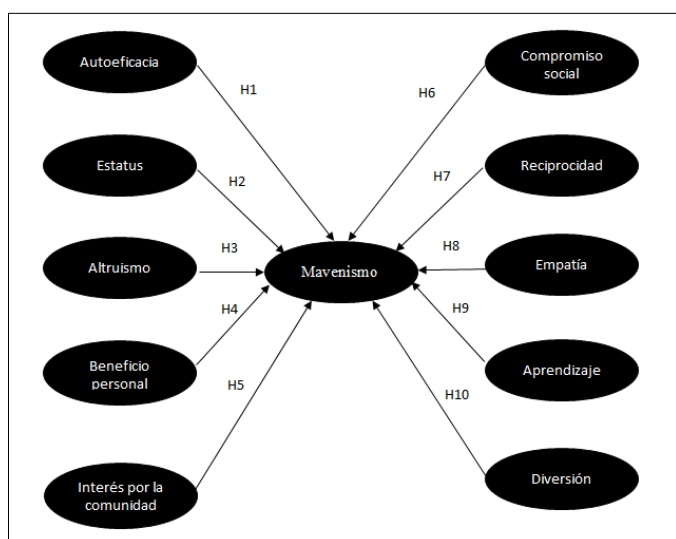 Autoeficacia
H1
Estatus
H2
Altruismo
H3
Beneficio
personal
H4
Interés por la
comunidad
H5
Mavenismo
Compromiso
social
H6
Reciprocidad
H7
Empatía
H8
Aprendizaje
H9
Diversión
H10